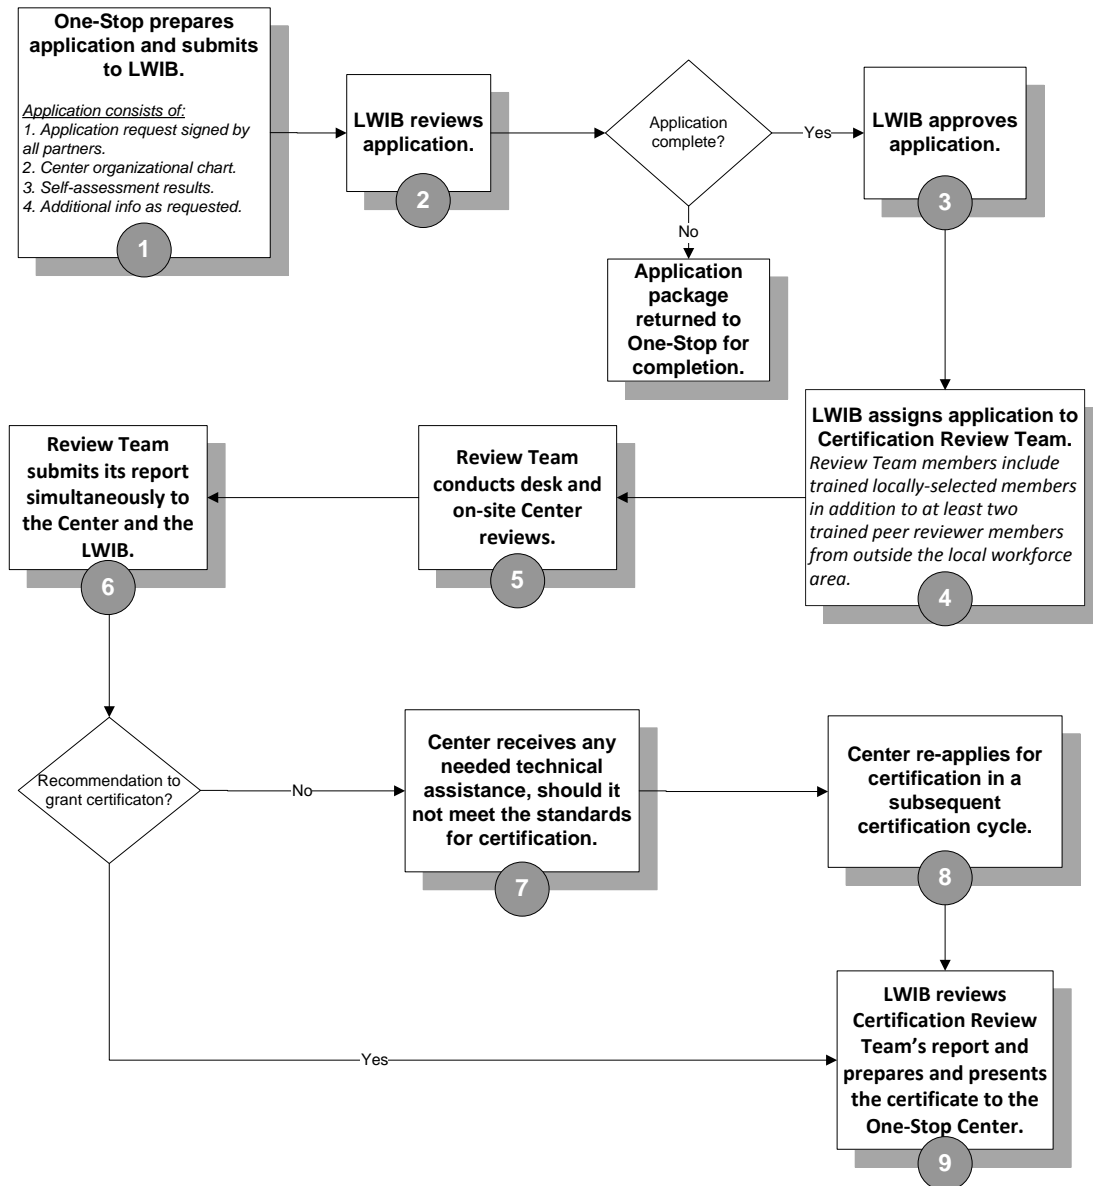 One-Stop prepares
application and submits
to LWIB.
Application consists of:
1. Application request signed by
all partners.
2. Center organizational chart.
3. Self-assessment results.
4. Additional info as requested.
1
LWIB reviews
application.
2
Application
complete?
Yes
LWIB approves
application.
3
No
Application
package
returned to
One-Stop for
completion.
LWIB assigns application to
Certification Review Team.
Review Team members include
trained locally-selected members
in addition to at least two
trained peer reviewer members
from outside the local workforce
area.
4
Review Team
conducts desk and
on-site Center
reviews.
5
Review Team
submits its report
simultaneously to
the Center and the
LWIB.
6
Recommendation to
grant certificaton?
No
Center receives any
needed technical
assistance, should it
not meet the standards
for certification.
7
Center re-applies for
certification in a
subsequent
certification cycle.
8
Yes
LWIB reviews
Certification Review
Team’s report and
prepares and presents
the certificate to the
One-Stop Center.
9